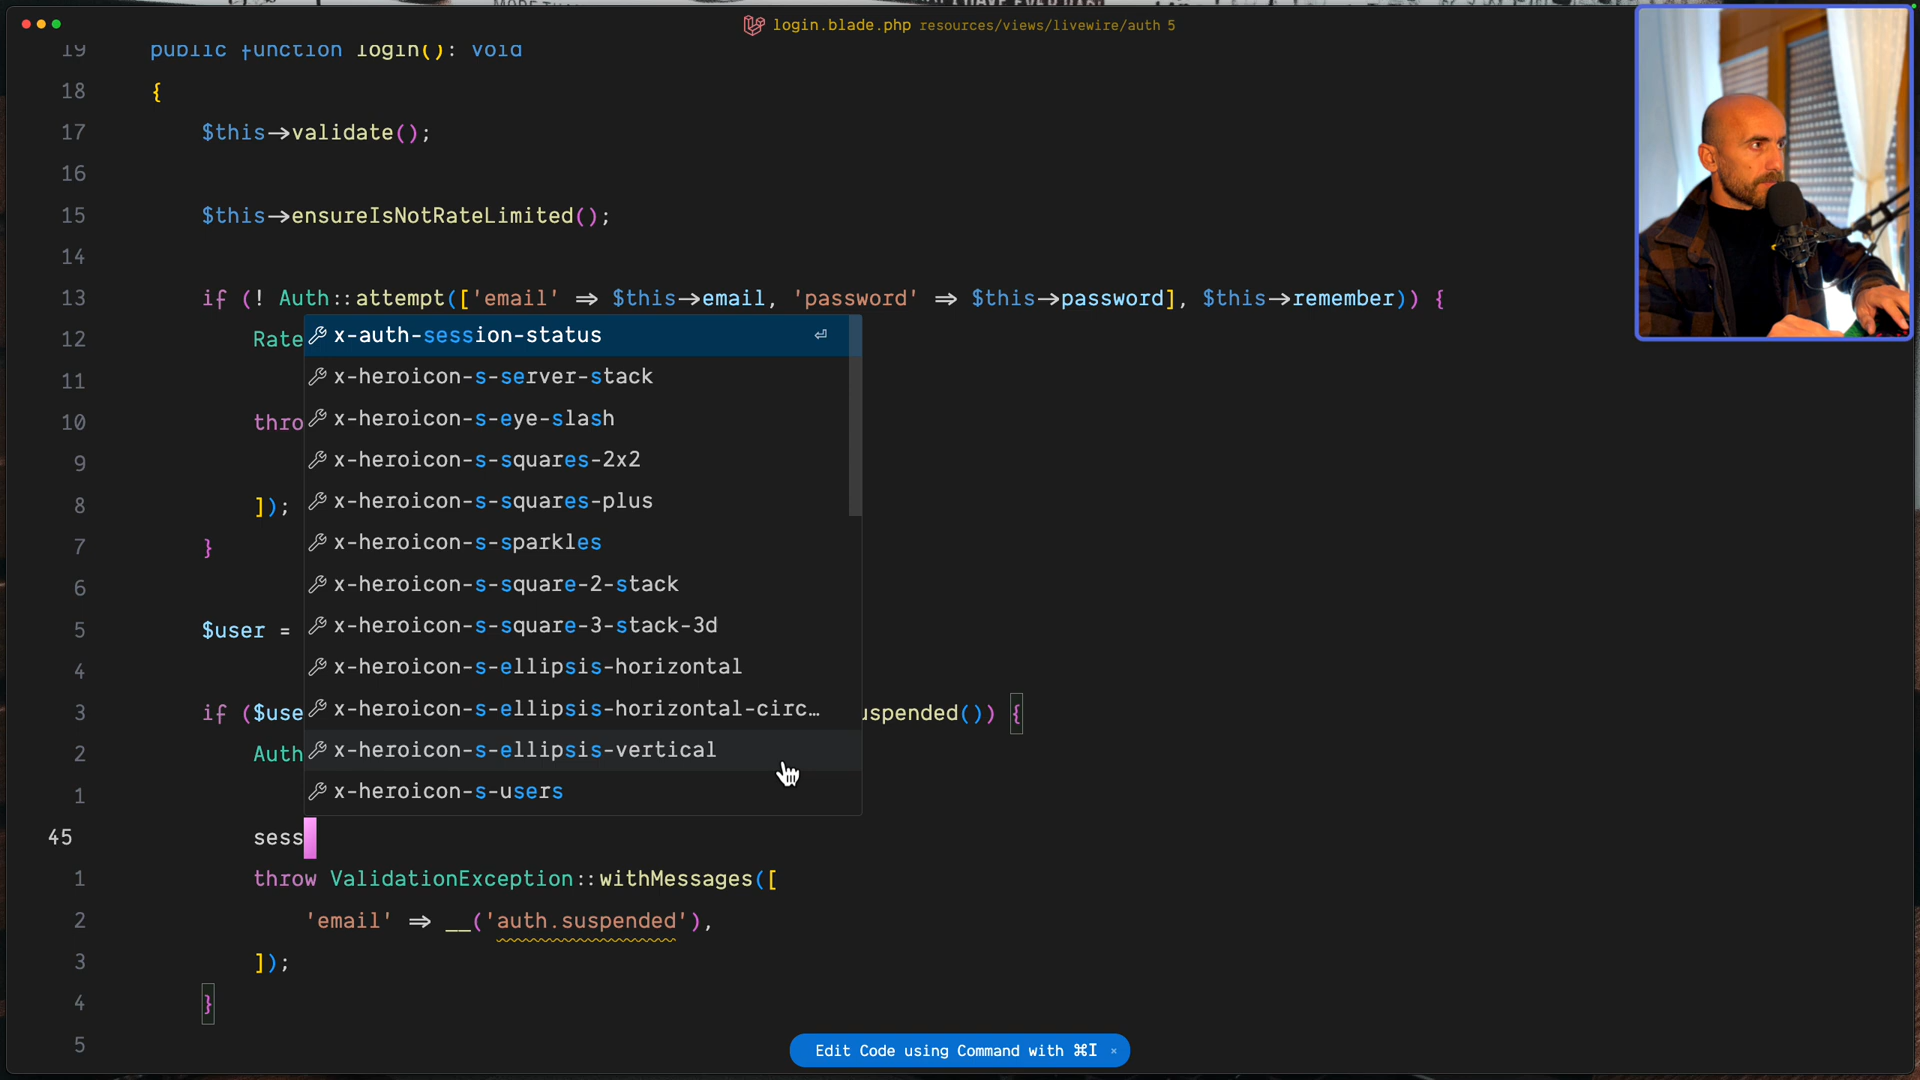 login.blade.php resources/views/livewire/auth 5
19 public function login(): void
18 {
17 $this->validate();
16
15 $this->ensureIsNotRateLimited();
14
13 if (! Auth::attempt(['email' => $this->email, 'password' => $this->password], $this->remember)) {
12 Rate
x-auth-session-status
11
x-heroicon-s-server-stack
10 thro
x-heroicon-s-eye-slash
9
x-heroicon-s-squares-2x2
8 ]);
x-heroicon-s-squares-plus
7 }
x-heroicon-s-sparkles
6
x-heroicon-s-square-2-stack
5 $user =
x-heroicon-s-square-3-stack-3d
4
x-heroicon-s-ellipsis-horizontal
3 if ($use
x-heroicon-s-ellipsis-horizontal-circ…
uspended()) {
2 Auth
x-heroicon-s-ellipsis-vertical
1
x-heroicon-s-users
45 sess
1 throw ValidationException::withMessages([
2 'email' => __('auth.suspended'),
3 ]);
4 }
5
Edit Code using Command with ⌘I ×